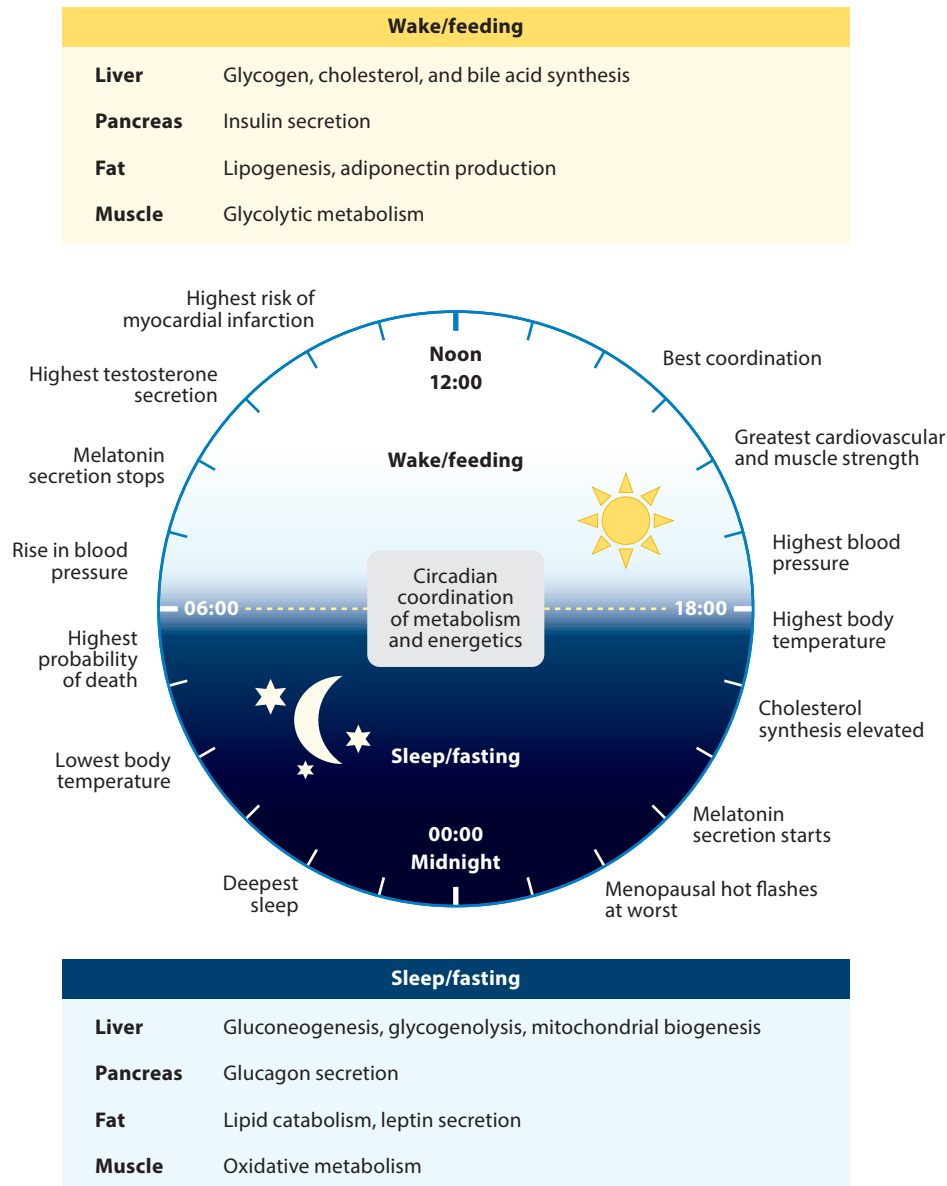 Wake/feeding
Liver Glycogen, cholesterol, and bile acid synthesis
Pancreas Insulin secretion
Fat Lipogenesis, adiponectin production
Muscle Glycolytic metabolism
Highest risk of
myocardial infarction
Highest testosterone
secretion
Melatonin
secretion stops
Rise in blood
pressure
Highest
probability
of death
Lowest body
temperature
Deepest
sleep
Noon
12:00
Wake/feeding
06:00
Circadian
coordination
of metabolism
and energetics
18:00
Sleep/fasting
00:00
Midnight
Best coordination
Greatest cardiovascular
and muscle strength
Highest blood
pressure
Highest body
temperature
Cholesterol
synthesis elevated
Melatonin
secretion starts
Menopausal hot flashes
at worst
Sleep/fasting
Liver Gluconeogenesis, glycogenolysis, mitochondrial biogenesis
Pancreas Glucagon secretion
Fat Lipid catabolism, leptin secretion
Muscle Oxidative metabolism